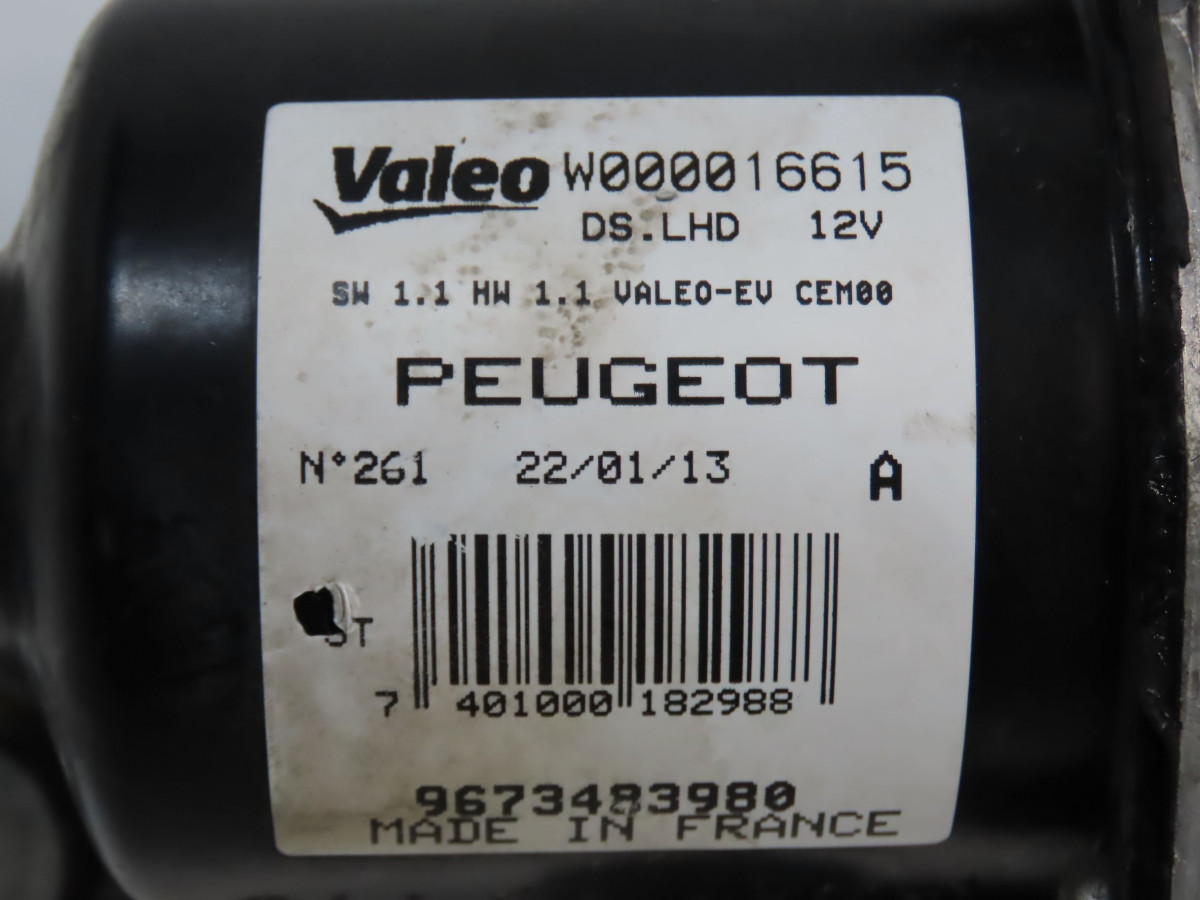 Valeo W000016615
DS.LHD 12V
SW 1.1 HW 1.1 VALEO-EV CEM00
PEUGEOT
N°261 22/01/13 A
7 401000 182988
9673483980
MADE IN FRANCE